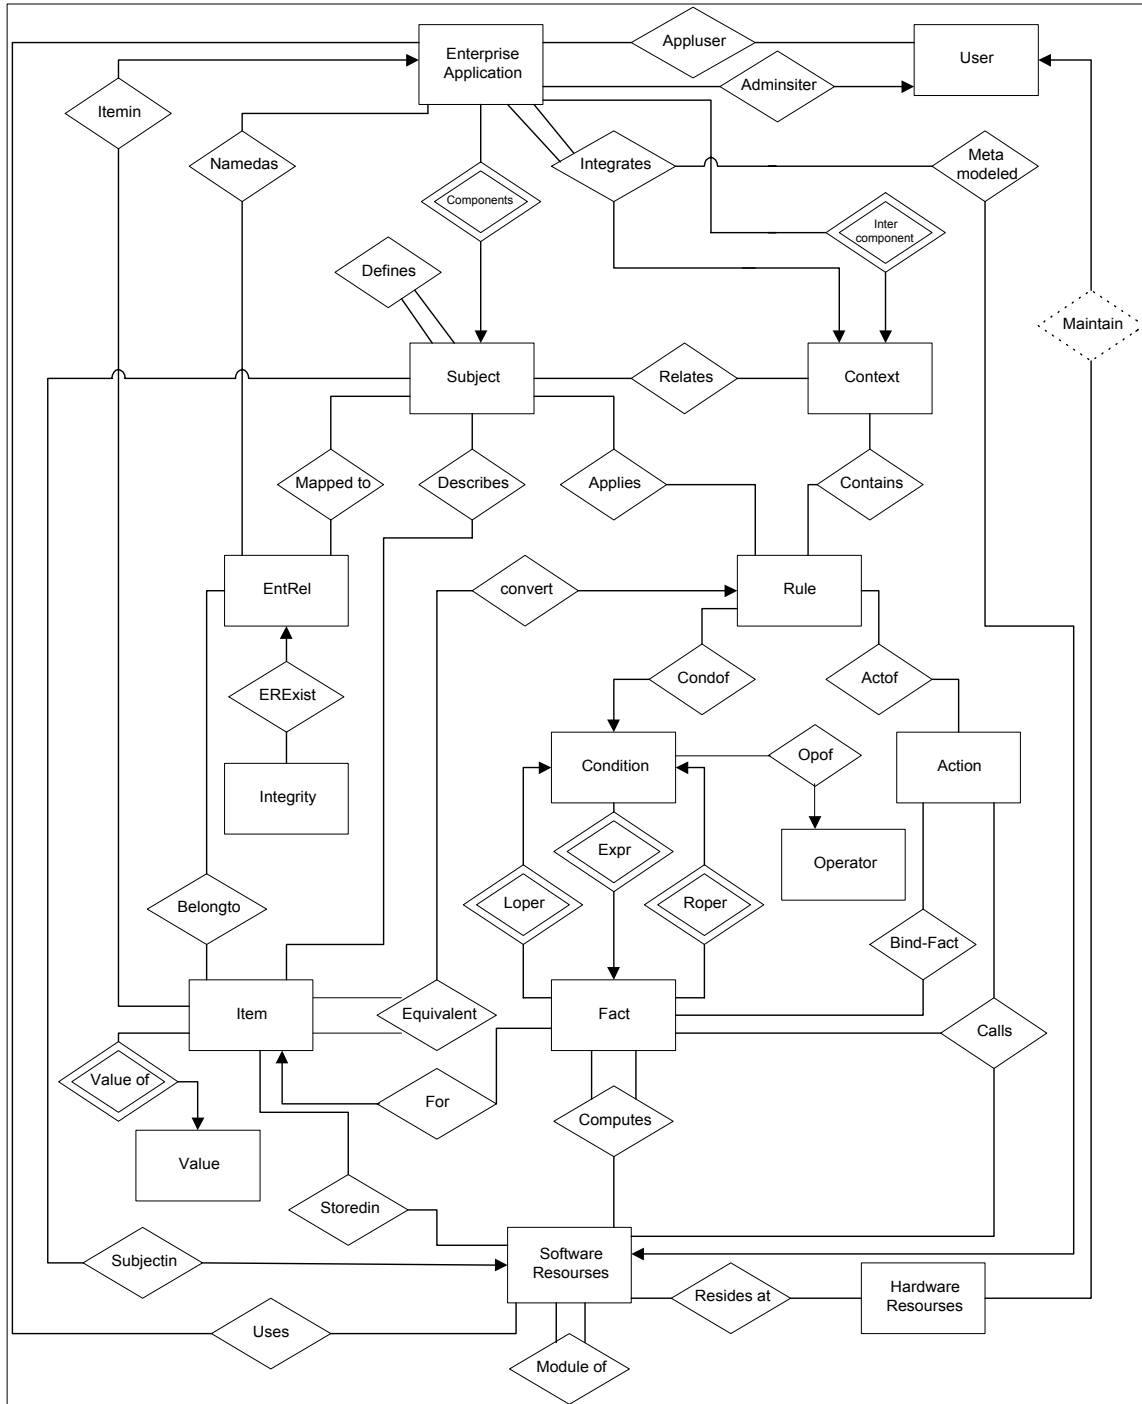 Enterprise
Application
Appluser
User
Adminsiter
Itemin
Namedas
Integrates
Meta
modeled
Components
Inter
component
Defines
Maintain
Subject
Relates
Context
Mapped to
Describes
Applies
Contains
EntRel
convert
Rule
ERExist
Condof
Actof
Integrity
Condition
Opof
Action
Expr
Operator
Belongto
Loper
Roper
Bind-Fact
Item
Equivalent
Fact
Calls
Value of
For
Computes
Value
Storedin
Subjectin
Software
Resourses
Resides at
Hardware
Resourses
Uses
Module of